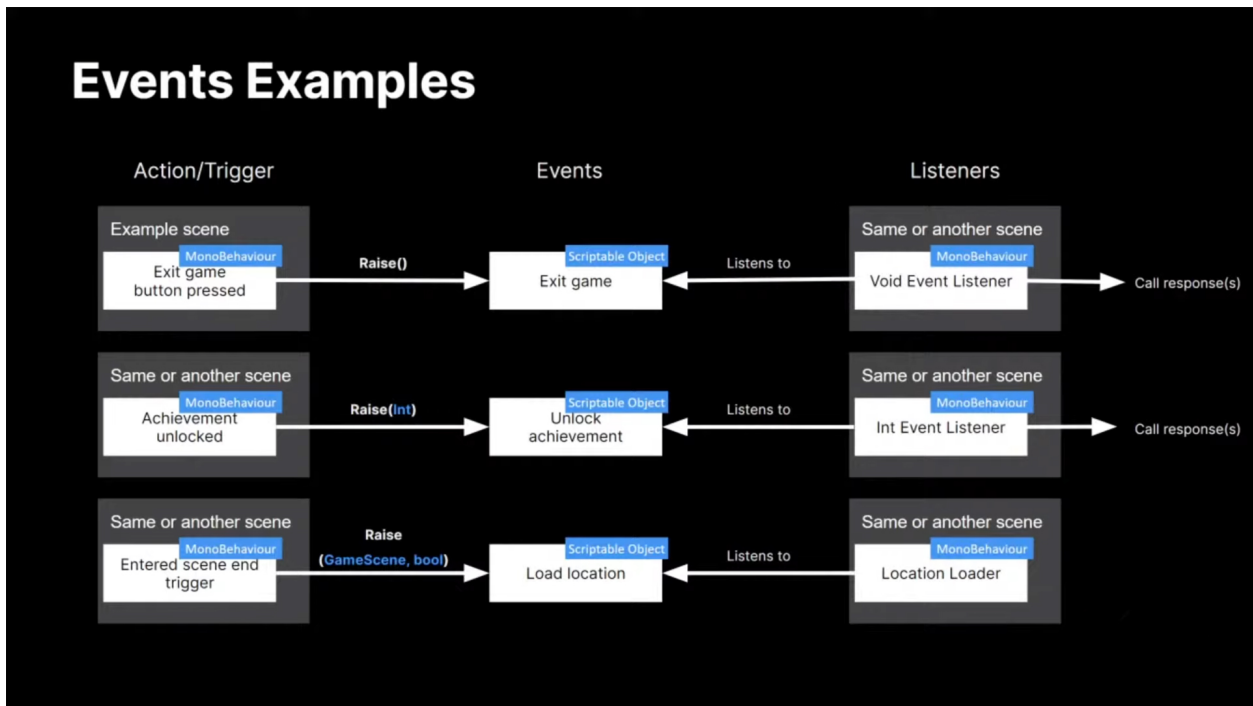 Events Examples
Action/Trigger
Events
Listeners
Example scene
MonoBehaviour
Exit game
button pressed
Raise()
Scriptable Object
Exit game
Listens to
Same or another scene
MonoBehaviour
Void Event Listener
Call response(s)
Same or another scene
MonoBehaviour
Achievement
unlocked
Raise(Int)
Scriptable Object
Unlock
achievement
Listens to
Same or another scene
MonoBehaviour
Int Event Listener
Call response(s)
Same or another scene
MonoBehaviour
Entered scene end
trigger
Raise
(GameScene, bool)
Scriptable Object
Load location
Listens to
Same or another scene
MonoBehaviour
Location Loader